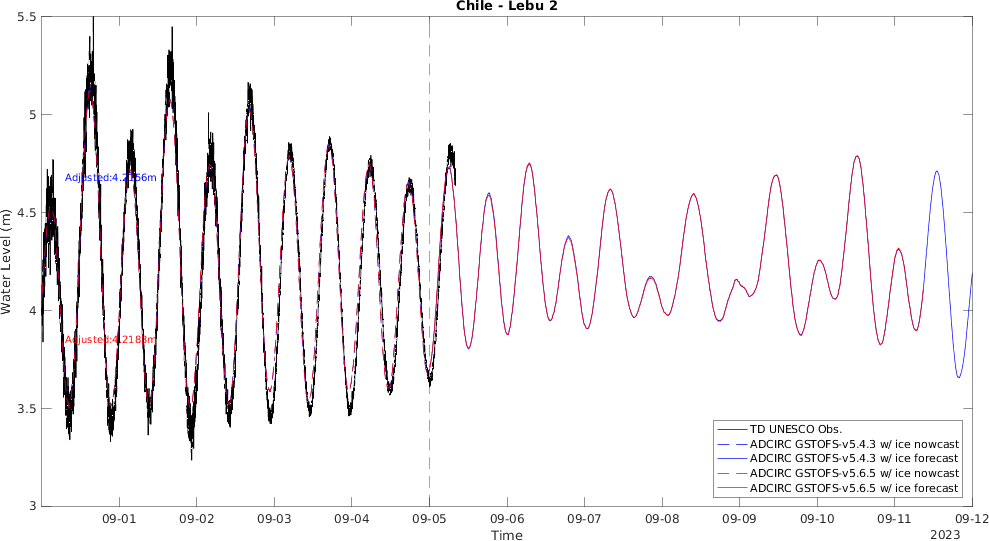 Chile - Lebu 2
5.5
5
4.5
4
3.5
3
Water Level (m)
Adjusted:4.2166m
Adjusted:4.2183m
TD UNESCO Obs.
ADCIRC GSTOFS-v5.4.3 w/ ice nowcast
ADCIRC GSTOFS-v5.4.3 w/ ice forecast
ADCIRC GSTOFS-v5.6.5 w/ ice nowcast
ADCIRC GSTOFS-v5.6.5 w/ ice forecast
09-01 09-02 09-03 09-04 09-05 09-06 09-07 09-08 09-09 09-10 09-11 09-12
Time
2023